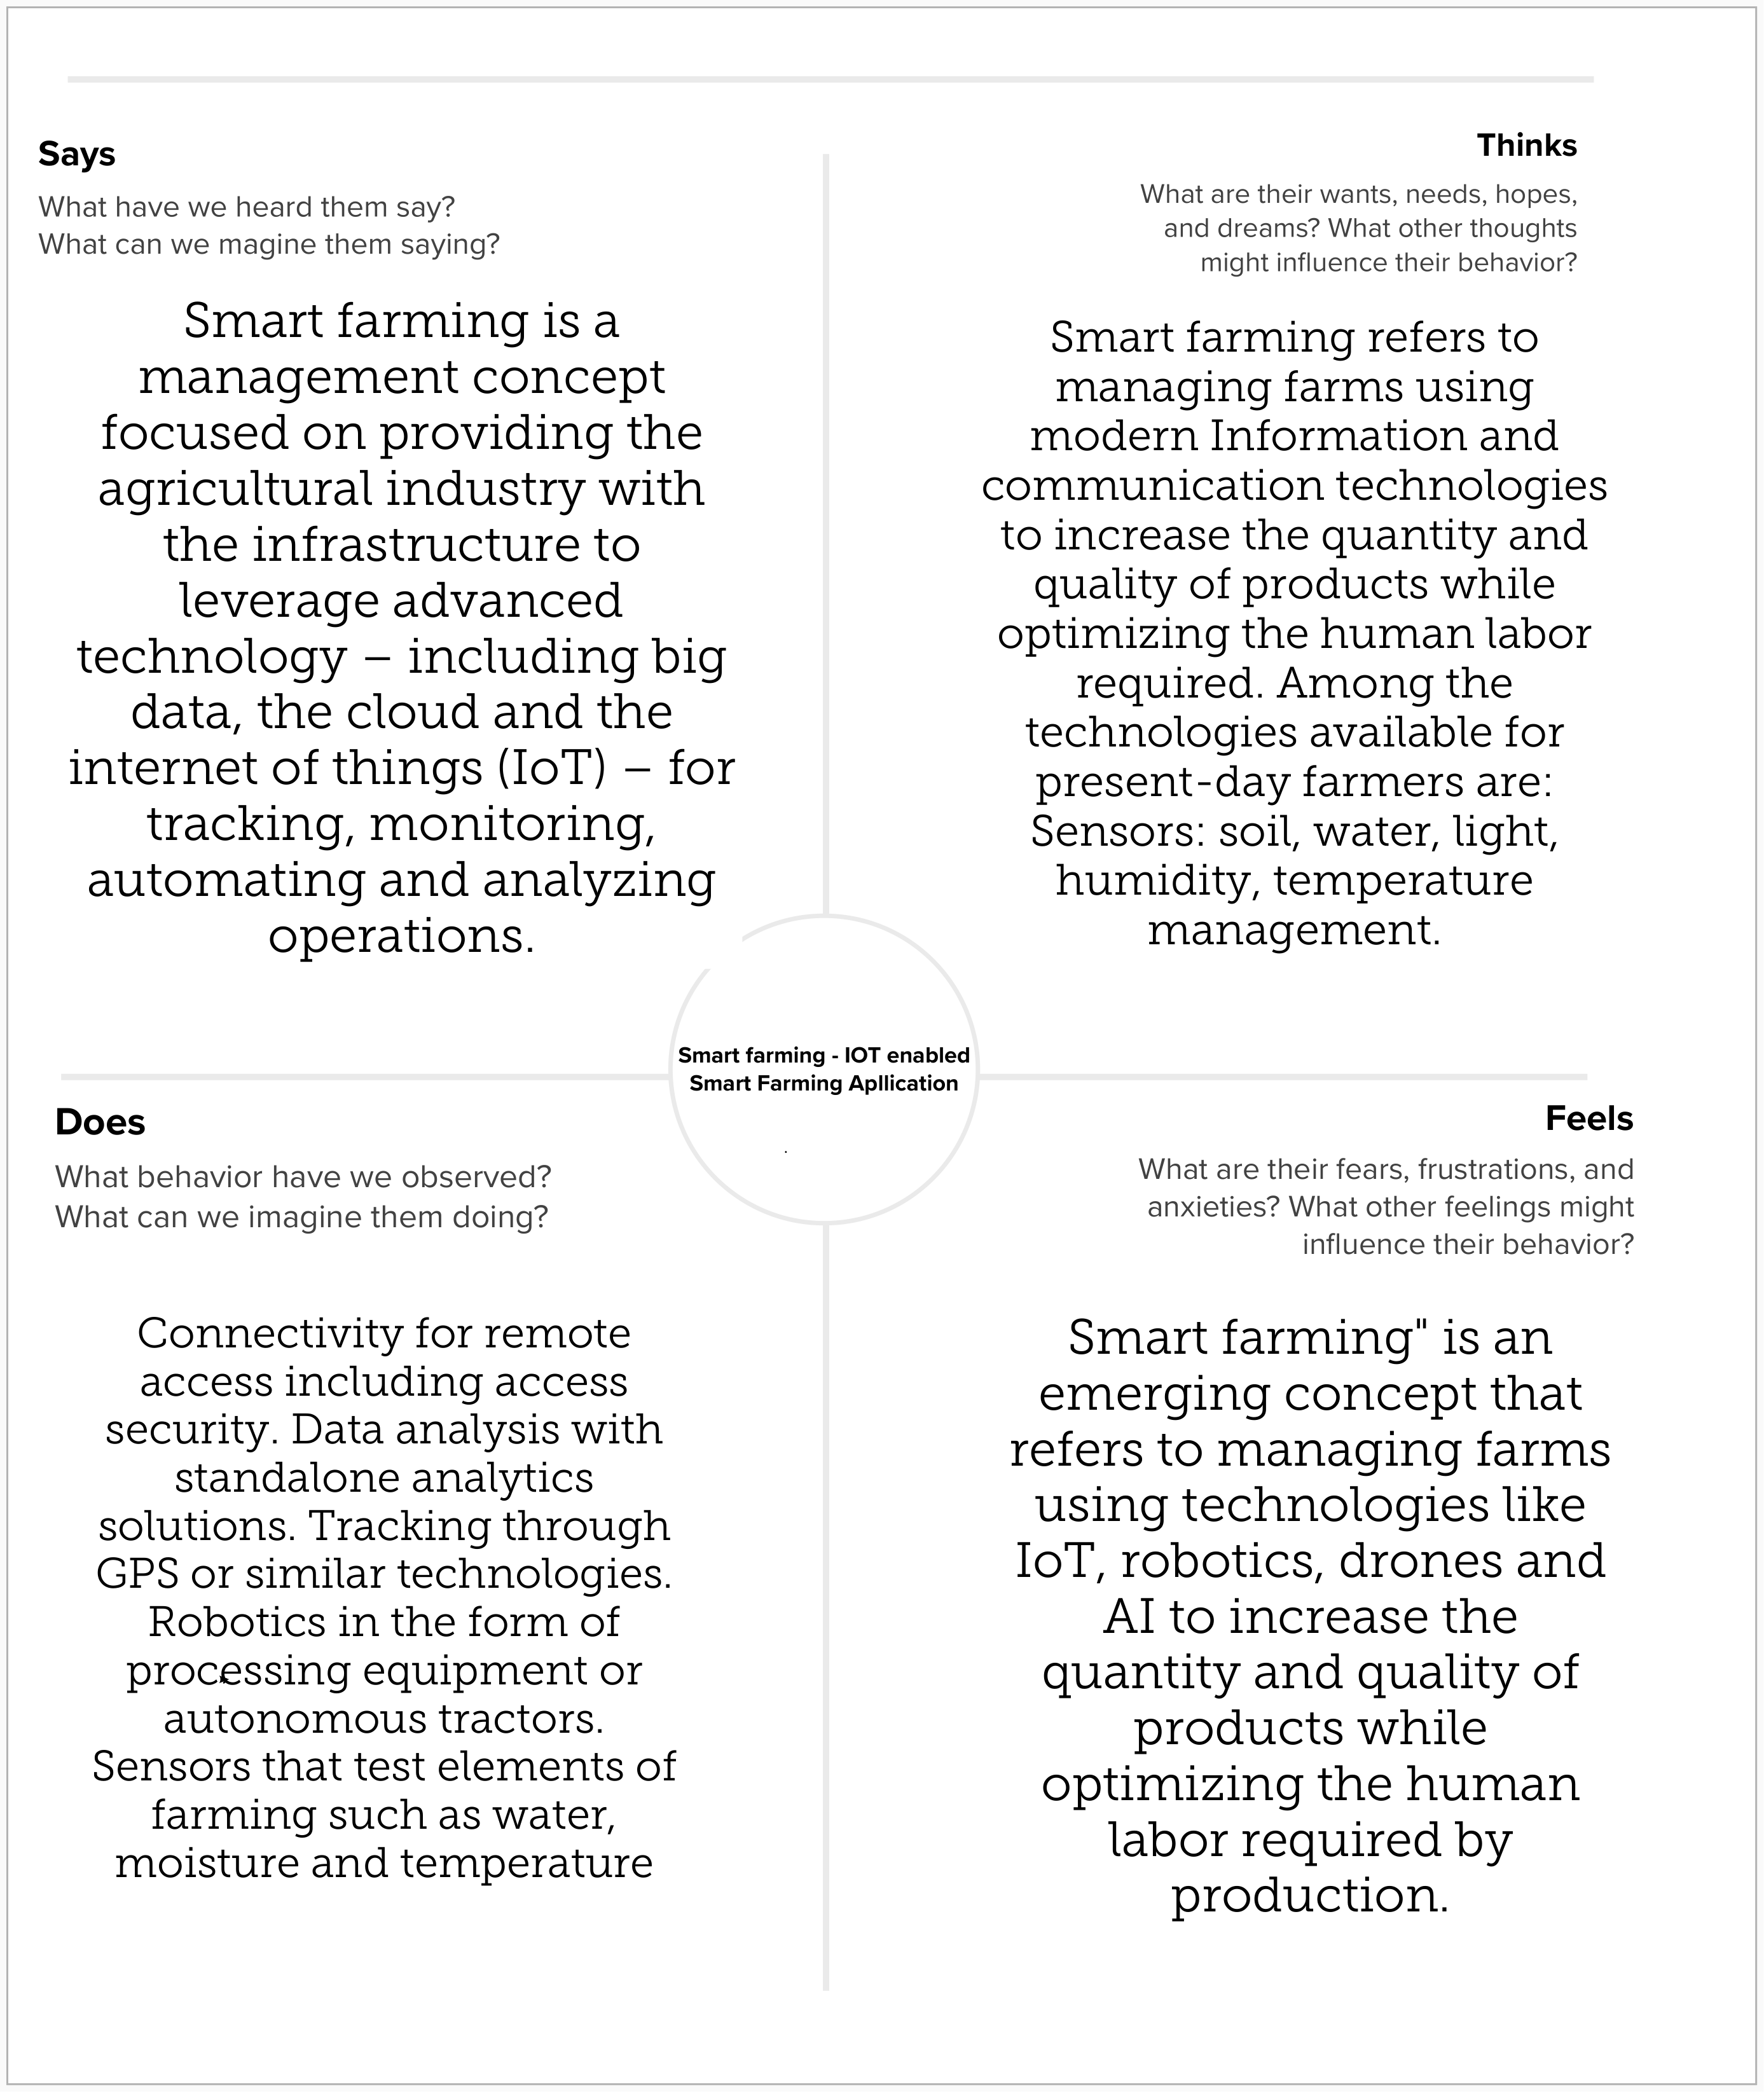 Says
What have we heard them say?
What can we magine them saying?
Smart farming is a
management concept
focused on providing the
agricultural industry with
the infrastructure to
leverage advanced
technology – including big
data, the cloud and the
internet of things (IoT) – for
tracking, monitoring,
automating and analyzing
operations.
Thinks
What are their wants, needs, hopes,
and dreams? What other thoughts
might influence their behavior?
Smart farming refers to
managing farms using
modern Information and
communication technologies
to increase the quantity and
quality of products while
optimizing the human labor
required. Among the
technologies available for
present-day farmers are:
Sensors: soil, water, light,
humidity, temperature
management.
Smart farming - IOT enabled
Smart Farming Apllication
.
Does
What behavior have we observed?
What can we imagine them doing?
Connectivity for remote
access including access
security. Data analysis with
standalone analytics
solutions. Tracking through
GPS or similar technologies.
Robotics in the form of
processing equipment or
autonomous tractors.
Sensors that test elements of
farming such as water,
moisture and temperature
Feels
What are their fears, frustrations, and
anxieties? What other feelings might
influence their behavior?
Smart farming" is an
emerging concept that
refers to managing farms
using technologies like
IoT, robotics, drones and
AI to increase the
quantity and quality of
products while
optimizing the human
labor required by
production.